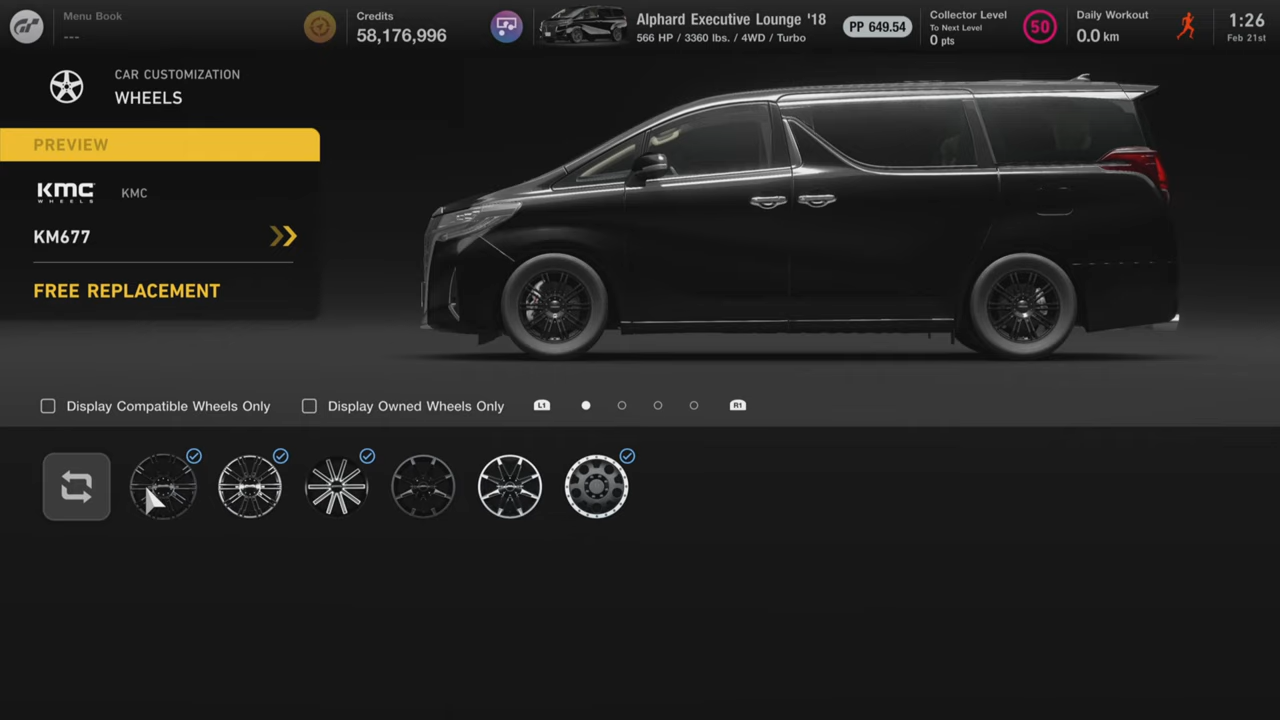 Menu Book
---
Credits
58,176,996
Alphard Executive Lounge '18
566 HP / 3360 lbs. / 4WD / Turbo
PP 649.54
Collector Level
To Next Level
0 pts
50
Daily Workout
0.0 km
1:26
Feb 21st
CAR CUSTOMIZATION
WHEELS
PREVIEW
KMC
WHEELS
KMC
KM677
FREE REPLACEMENT
Display Compatible Wheels Only
Display Owned Wheels Only
L1
R1